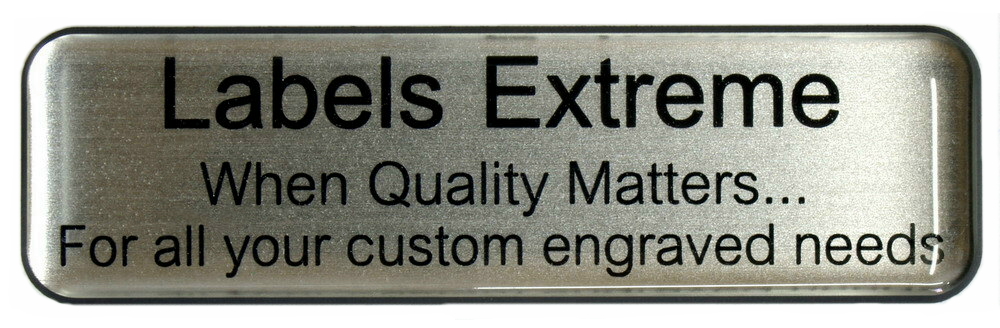 Labels Extreme
When Quality Matters...
For all your custom engraved needs